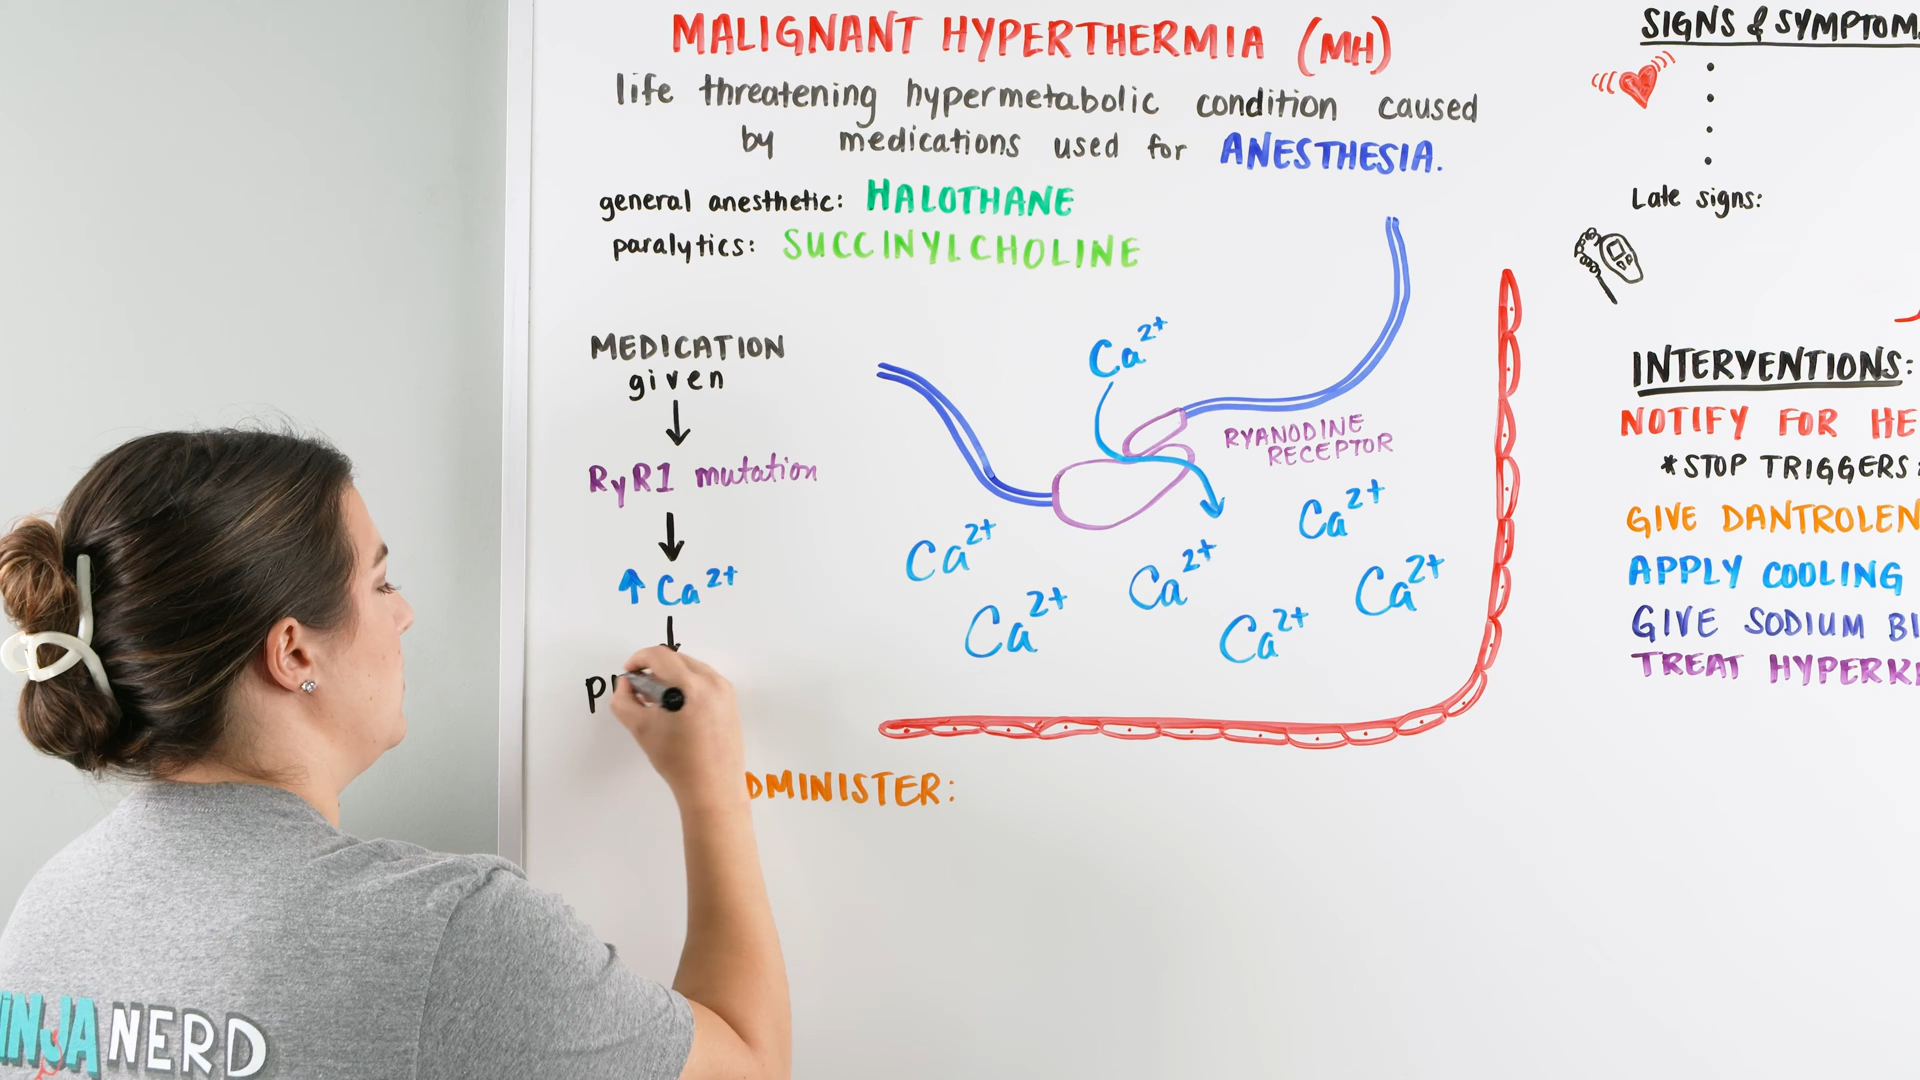 MALIGNANT HYPERTHERMIA (MH)
life threatening hypermetabolic condition caused
by medications used for ANESTHESIA.
general anesthetic: HALOTHANE
paralytics: SUCCINYLCHOLINE
MEDICATION
given
RyR1 mutation
↑ Ca²⁺
Ca²⁺
RYANODINE
RECEPTOR
Ca²⁺
Ca²⁺
Ca²⁺
Ca²⁺
Ca²⁺
Ca²⁺
DMINISTER:
SIGNS & SYMPTOM
•
•
•
•
Late signs:
INTERVENTIONS:
NOTIFY FOR HE
*STOP TRIGGERS
GIVE DANTROLEN
APPLY COOLING
GIVE SODIUM BI
TREAT HYPERK
INJA NERD